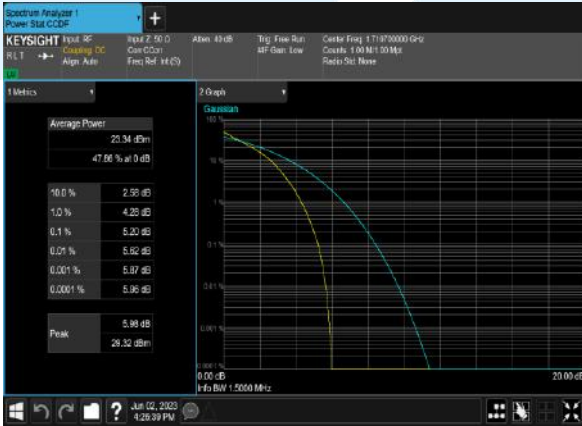 Spectrum Analyzer 1
Power Stat CCDF
+
KEYSIGHT
Input: RF
Coupling: DC
Align: Auto
Input Z: 50 Ω
Corr CCorr
Freq Ref: Int (S)
Atten: 40 dB
Trig: Free Run
IF Gain: Low
Center Freq: 1.710700000 GHz
Counts: 1.00 M/1.00 Mpt
Radio Std: None
1 Metrics
Average Power
23.34 dBm
47.56 % at 0 dB
10.0 % 2.58 dB
1.0 % 4.28 dB
0.1 % 5.20 dB
0.01 % 5.62 dB
0.001 % 5.87 dB
0.0001 % 5.96 dB
Peak
5.98 dB
29.32 dBm
2 Graph
Gaussian
100 %
10 %
1 %
0.1 %
0.01 %
0.001 %
0.0001 %
0.00 dB
20.00 dB
Info BW 1.5000 MHz
?
Jun 02, 2023
4:26:39 PM